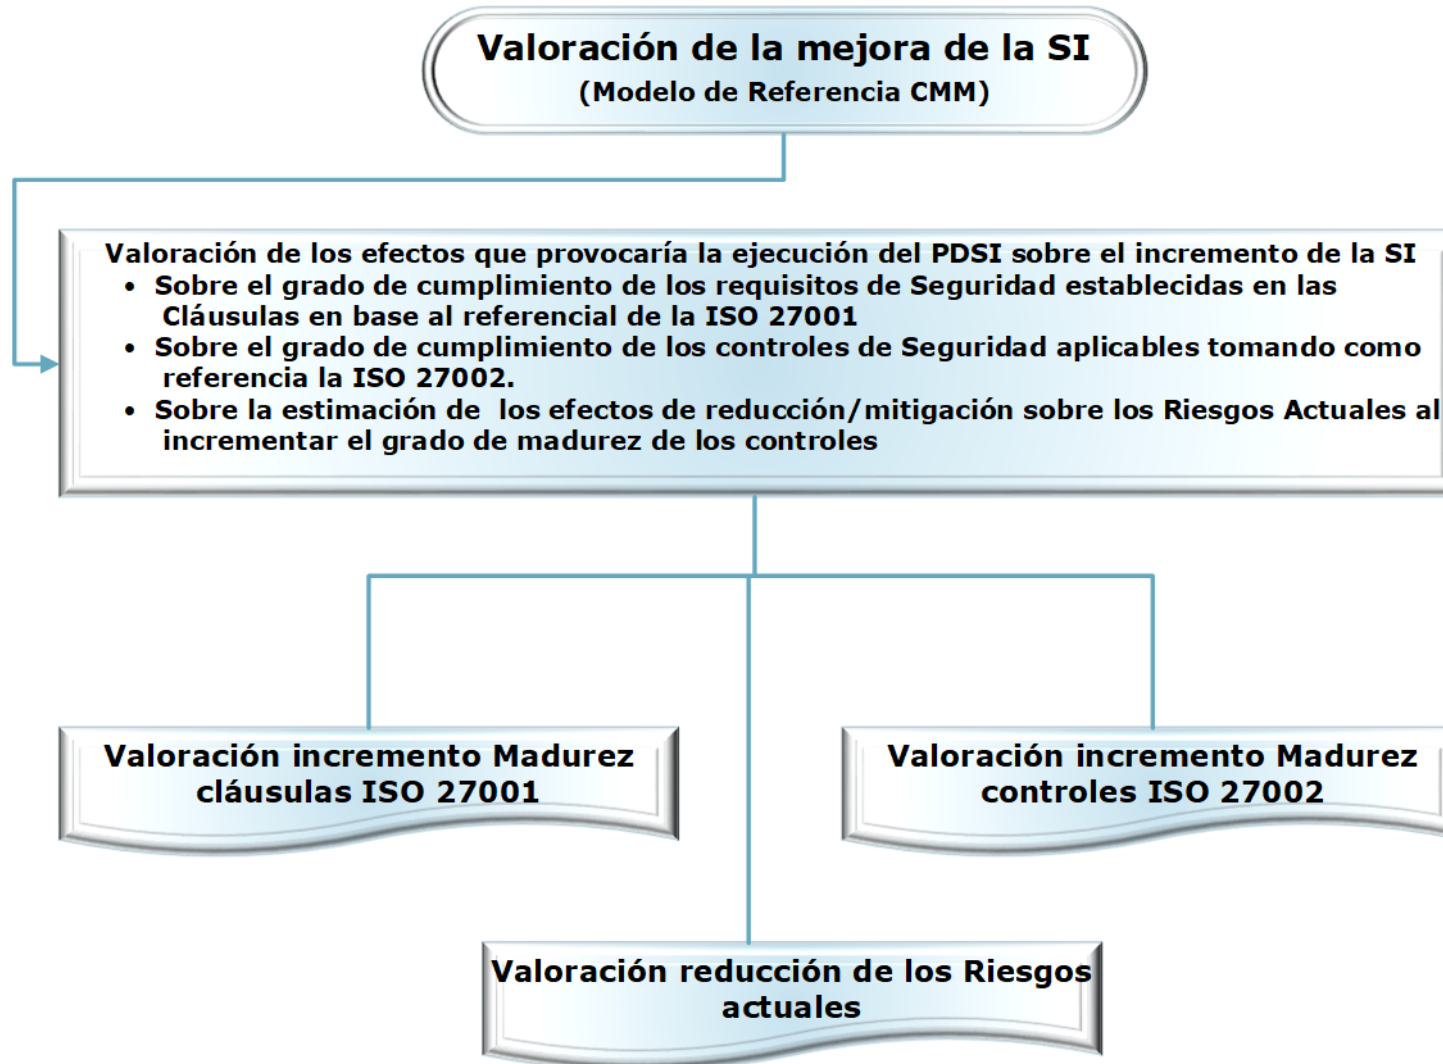 Valoración de la mejora de la SI
(Modelo de Referencia CMM)
Valoración de los efectos que provocaría la ejecución del PDSI sobre el incremento de la SI
• Sobre el grado de cumplimiento de los requisitos de Seguridad establecidas en las
Cláusulas en base al referencial de la ISO 27001
• Sobre el grado de cumplimiento de los controles de Seguridad aplicables tomando como
referencia la ISO 27002.
• Sobre la estimación de los efectos de reducción/mitigación sobre los Riesgos Actuales al
incrementar el grado de madurez de los controles
Valoración incremento Madurez
cláusulas ISO 27001
Valoración incremento Madurez
controles ISO 27002
Valoración reducción de los Riesgos
actuales